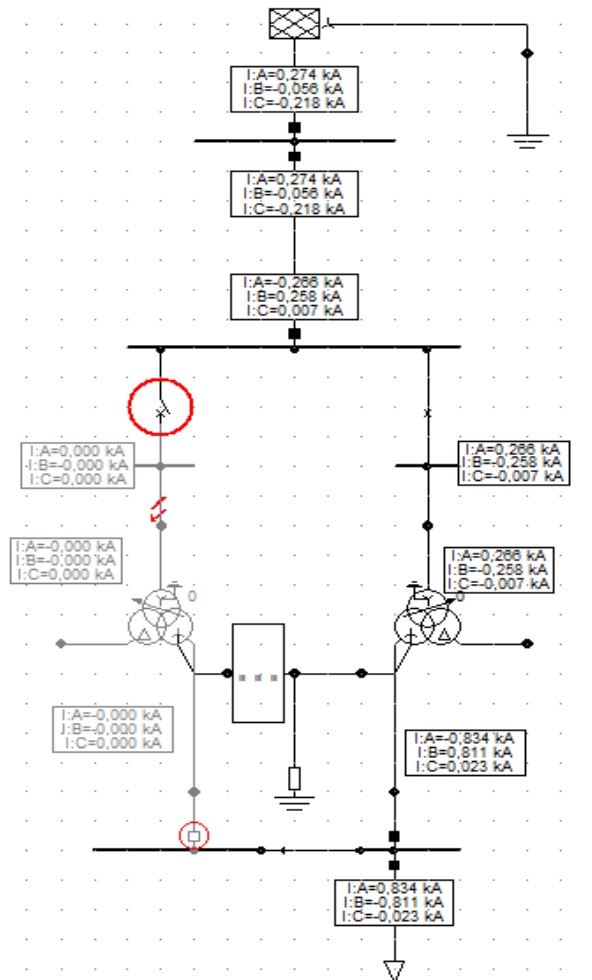 I:A=0,274 kA
I:B=-0,056 kA
I:C=-0,218 kA
I:A=0,274 kA
I:B=-0,056 kA
I:C=-0,218 kA
I:A=-0,266 kA
I:B=0,258 kA
I:C=0,007 kA
I:A=0,000 kA
I:B=-0,000 kA
I:C=0,000 kA
I:A=0,266 kA
I:B=-0,258 kA
I:C=-0,007 kA
I:A=-0,000 kA
I:B=-0,000 kA
I:C=0,000 kA
I:A=0,266 kA
I:B=-0,258 kA
I:C=-0,007 kA
0
0
I:A=-0,000 kA
I:B=-0,000 kA
I:C=0,000 kA
I:A=-0,834 kA
I:B=0,811 kA
I:C=0,023 kA
I:A=0,834 kA
I:B=-0,811 kA
I:C=-0,023 kA